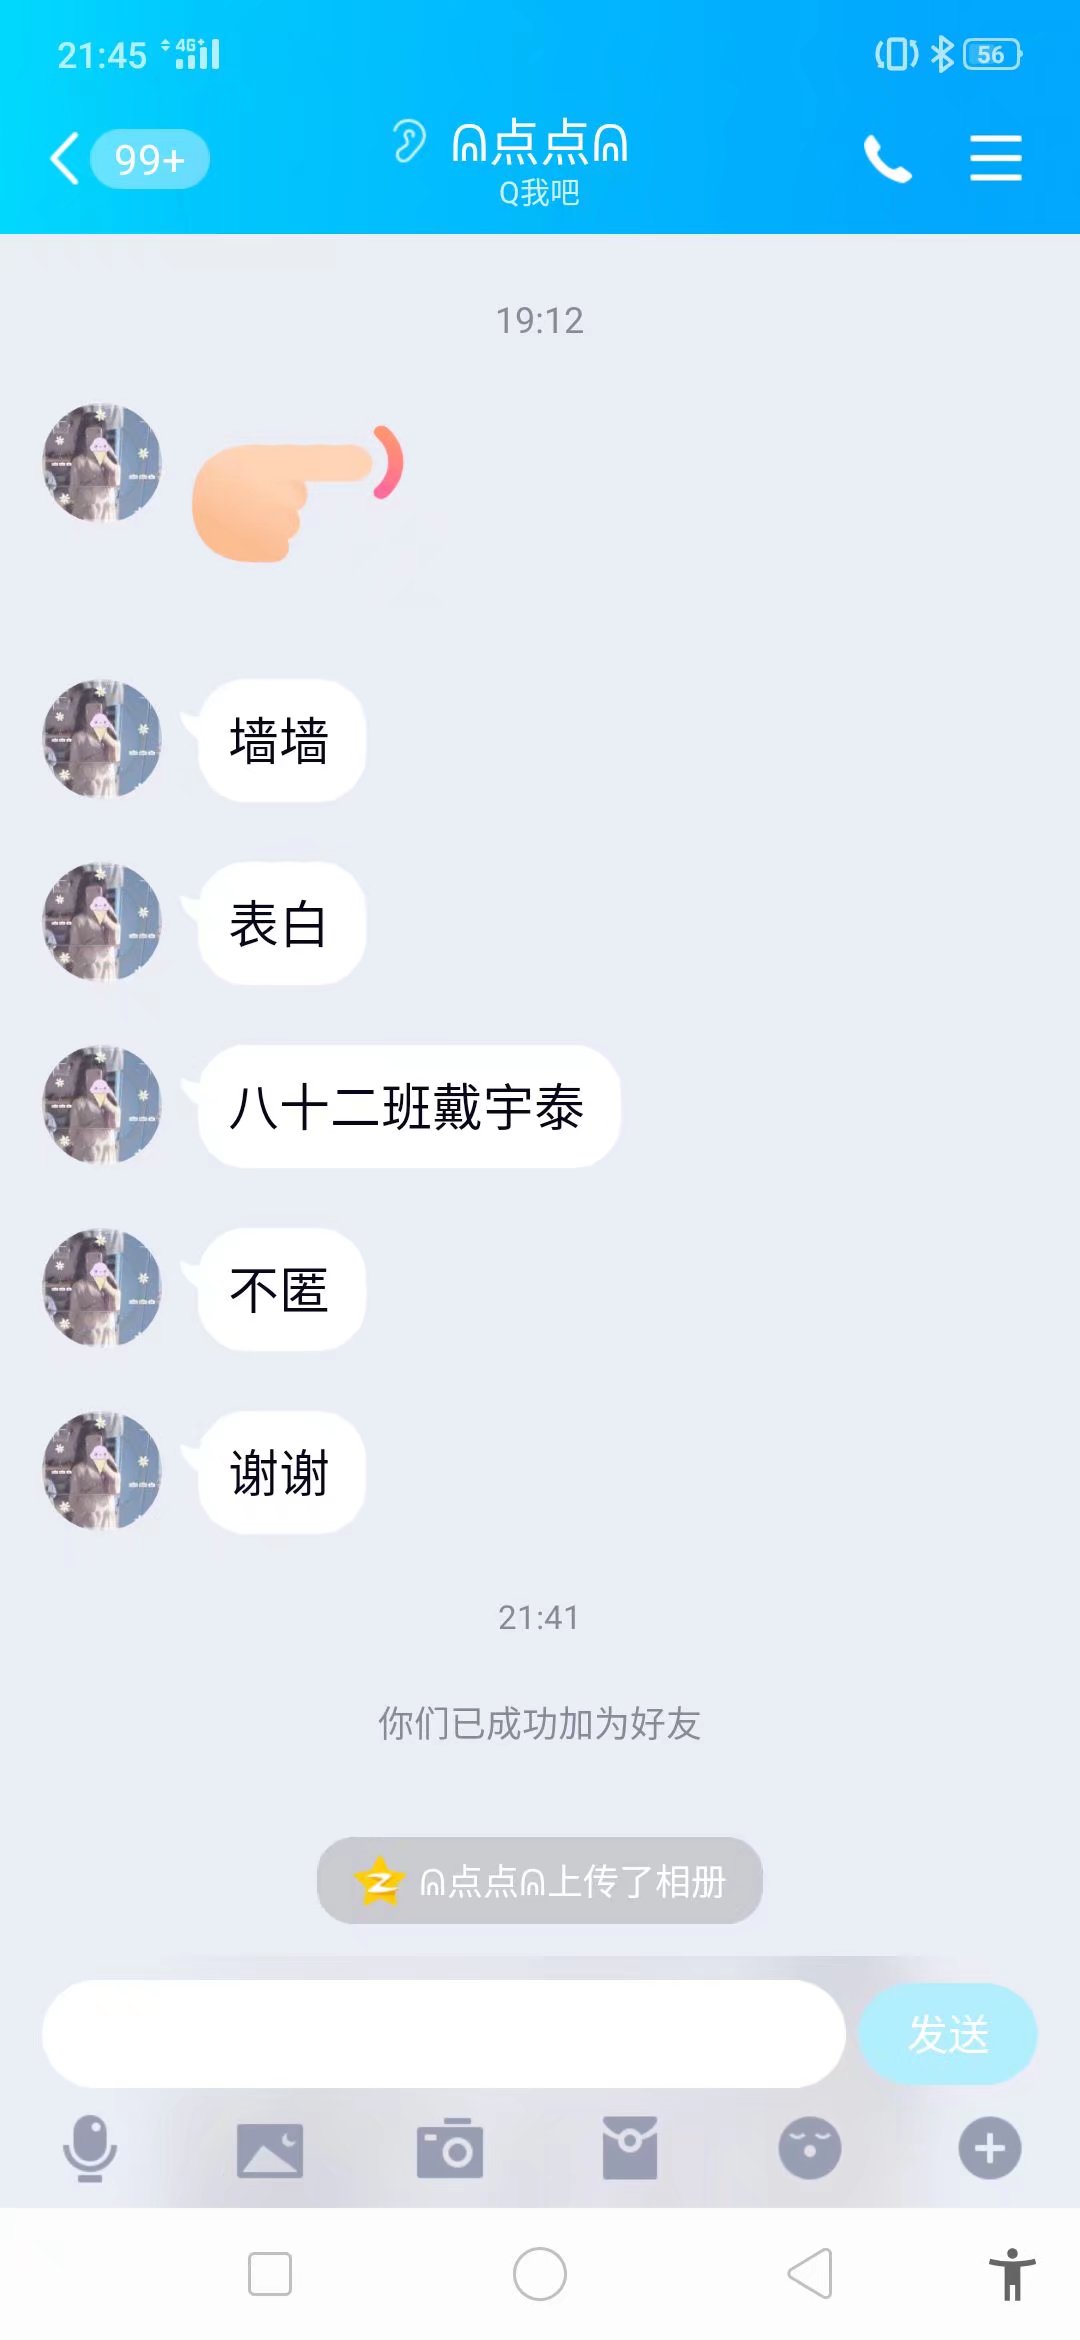 21:45 4G+ 56
99+
ᕱ点点ᕱ
Q我吧
19:12
墙墙
表白
八十二班戴宇泰
不匿
谢谢
21:41
你们已成功加为好友
ᕱ点点ᕱ上传了相册
发送